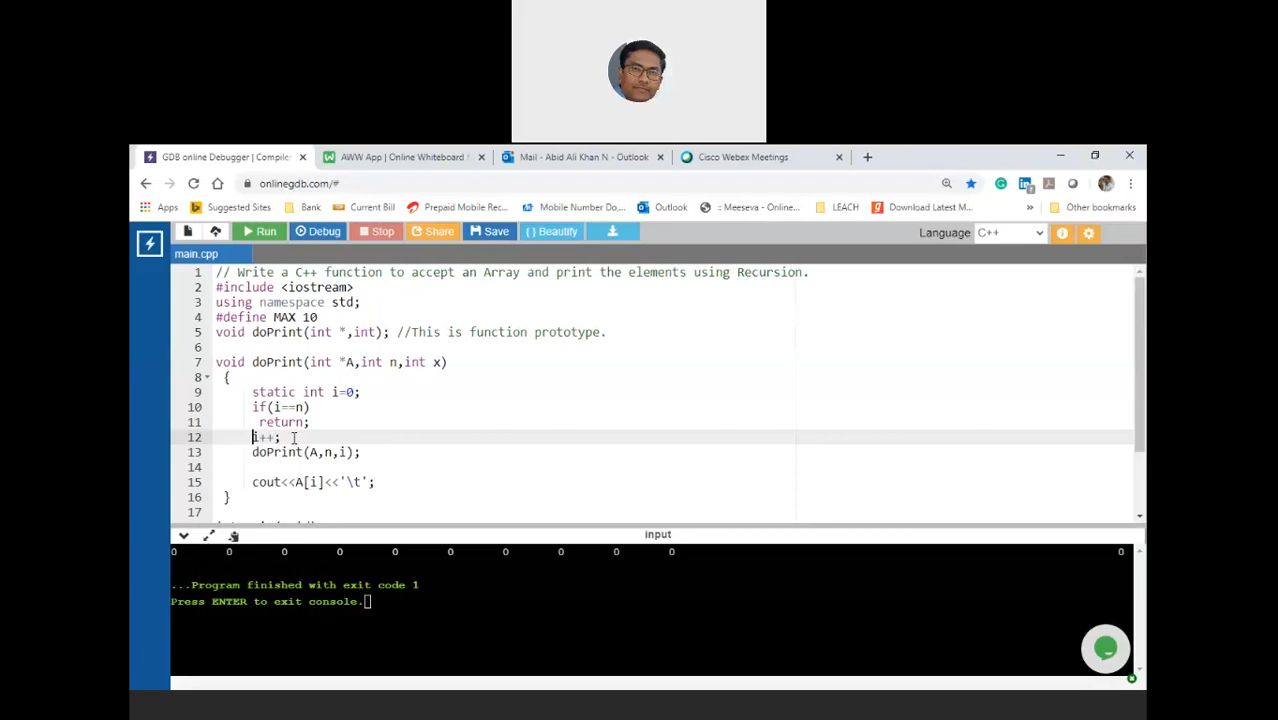 GDB online Debugger | Compile
AWW App | Online Whiteboard
Mail - Abid Ali Khan N. - Outlook
Cisco Webex Meetings
onlinegdb.com/#
Apps
Suggested Sites
Bank
Current Bill
Prepaid Mobile Rec...
Mobile Number Do,...
Outlook
:: Meeseva - Online...
LEACH
Download Latest M...
»
Other bookmarks
Run
Debug
Stop
Share
Save
{ } Beautify
Language
C++
main.cpp
1 // Write a C++ function to accept an Array and print the elements using Recursion.
2 #include <iostream>
3 using namespace std;
4 #define MAX 10
5 void doPrint(int *,int); //This is function prototype.
6
7 void doPrint(int *A,int n,int x)
8 {
9 static int i=0;
10 if(i==n)
11 return;
12 i++;
13 doPrint(A,n,i);
14
15 cout<<A[i]<<'\t';
16 }
17
input
0 0 0 0 0 0 0 0 0 0 0
...Program finished with exit code 1
Press ENTER to exit console.